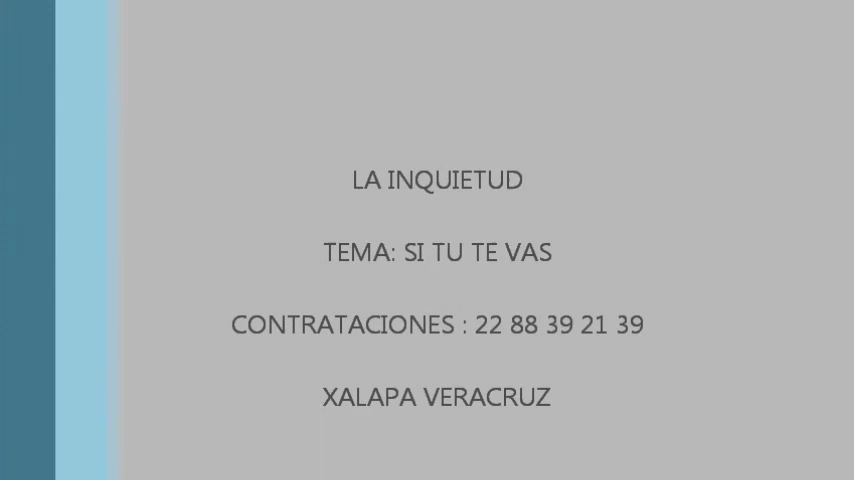 LA INQUIETUD
TEMA: SI TU TE VAS
CONTRATACIONES : 22 88 39 21 39
XALAPA VERACRUZ